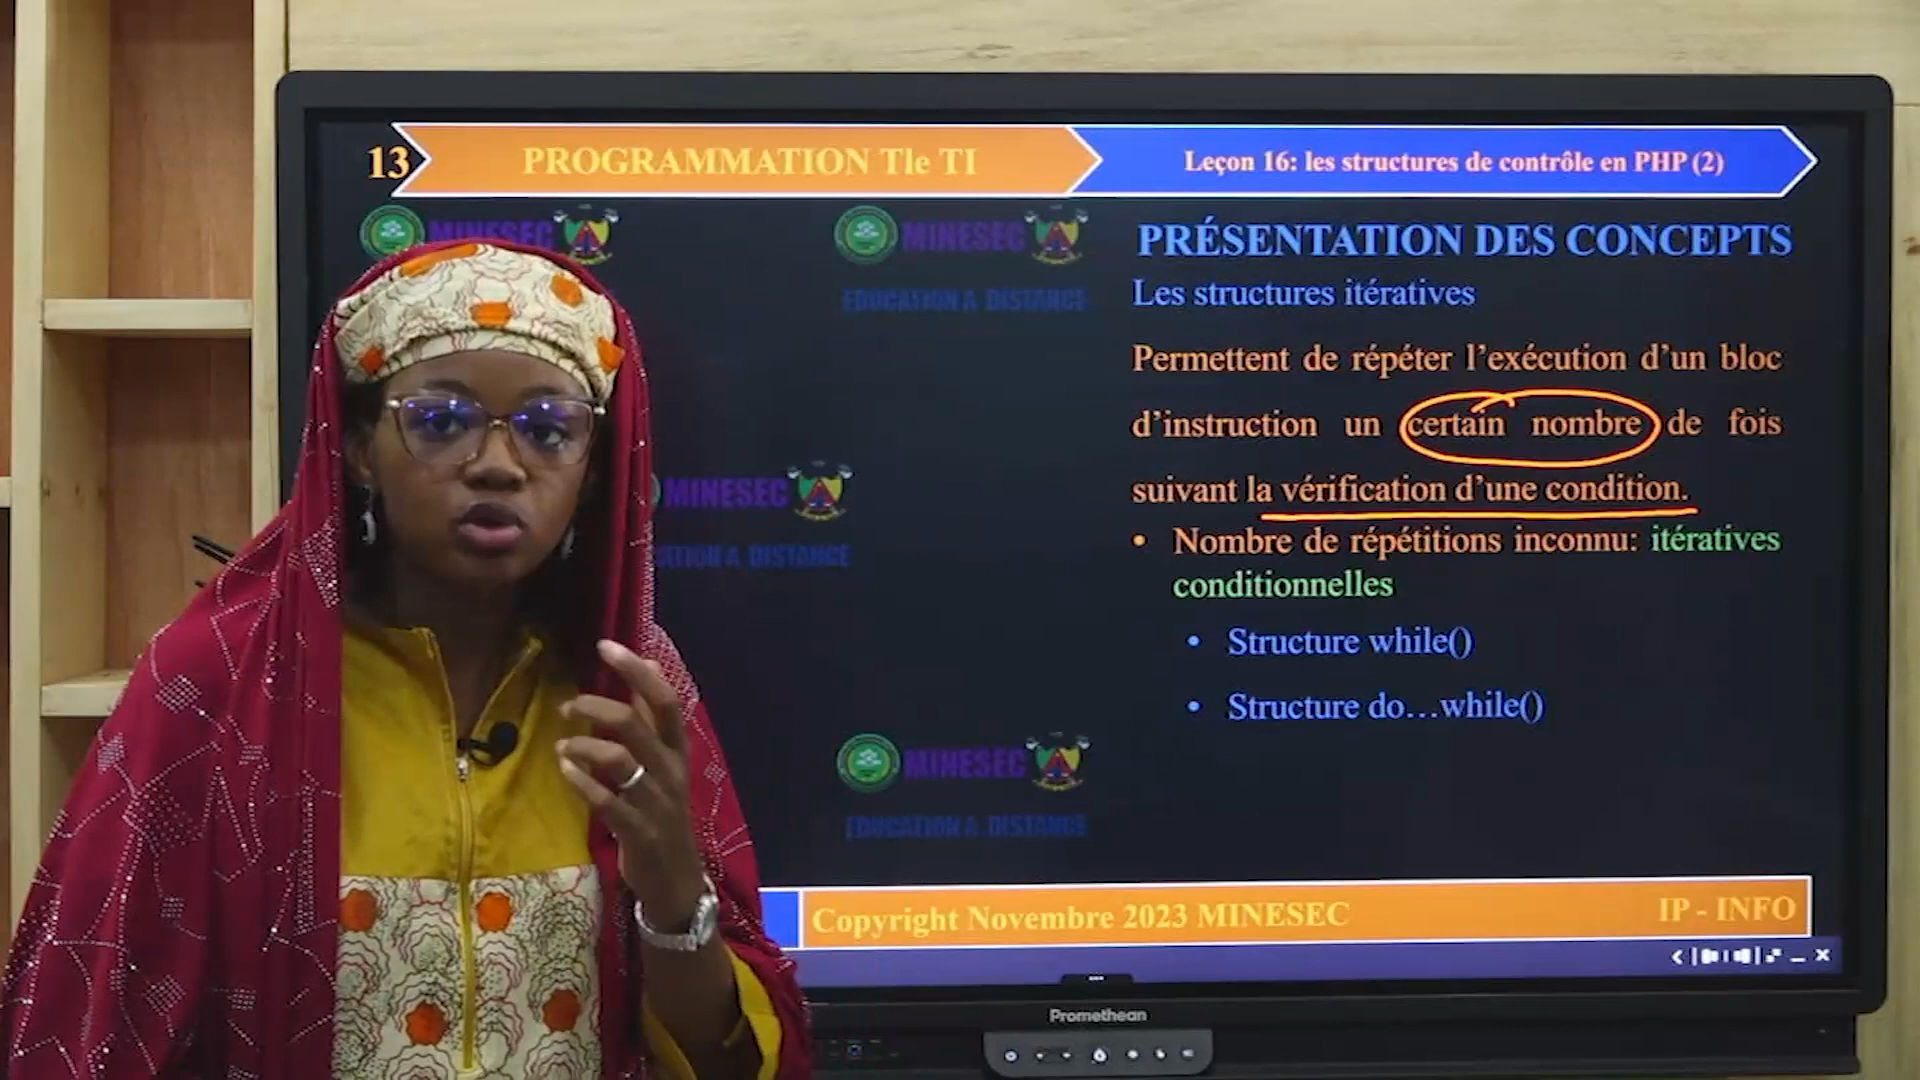 13
PROGRAMMATION Tle TI
Leçon 16: les structures de contrôle en PHP (2)
MINESEC
MINESEC
EDUCATION A DISTANCE
PRÉSENTATION DES CONCEPTS
Les structures itératives
Permettent de répéter l’exécution d’un bloc
d’instruction un certain nombre de fois
suivant la vérification d’une condition.
MINESEC
ATION A DISTANCE
• Nombre de répétitions inconnu: itératives
conditionnelles
• Structure while()
• Structure do…while()
MINESEC
EDUCATION A DISTANCE
Copyright Novembre 2023 MINESEC
IP - INFO
Promethean